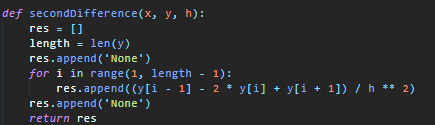 def secondDifference(x, y, h):
    res = []
    length = len(y)
    res.append('None')
    for i in range(1, length - 1):
        res.append((y[i - 1] - 2 * y[i] + y[i + 1]) / h ** 2)
    res.append('None')
    return res